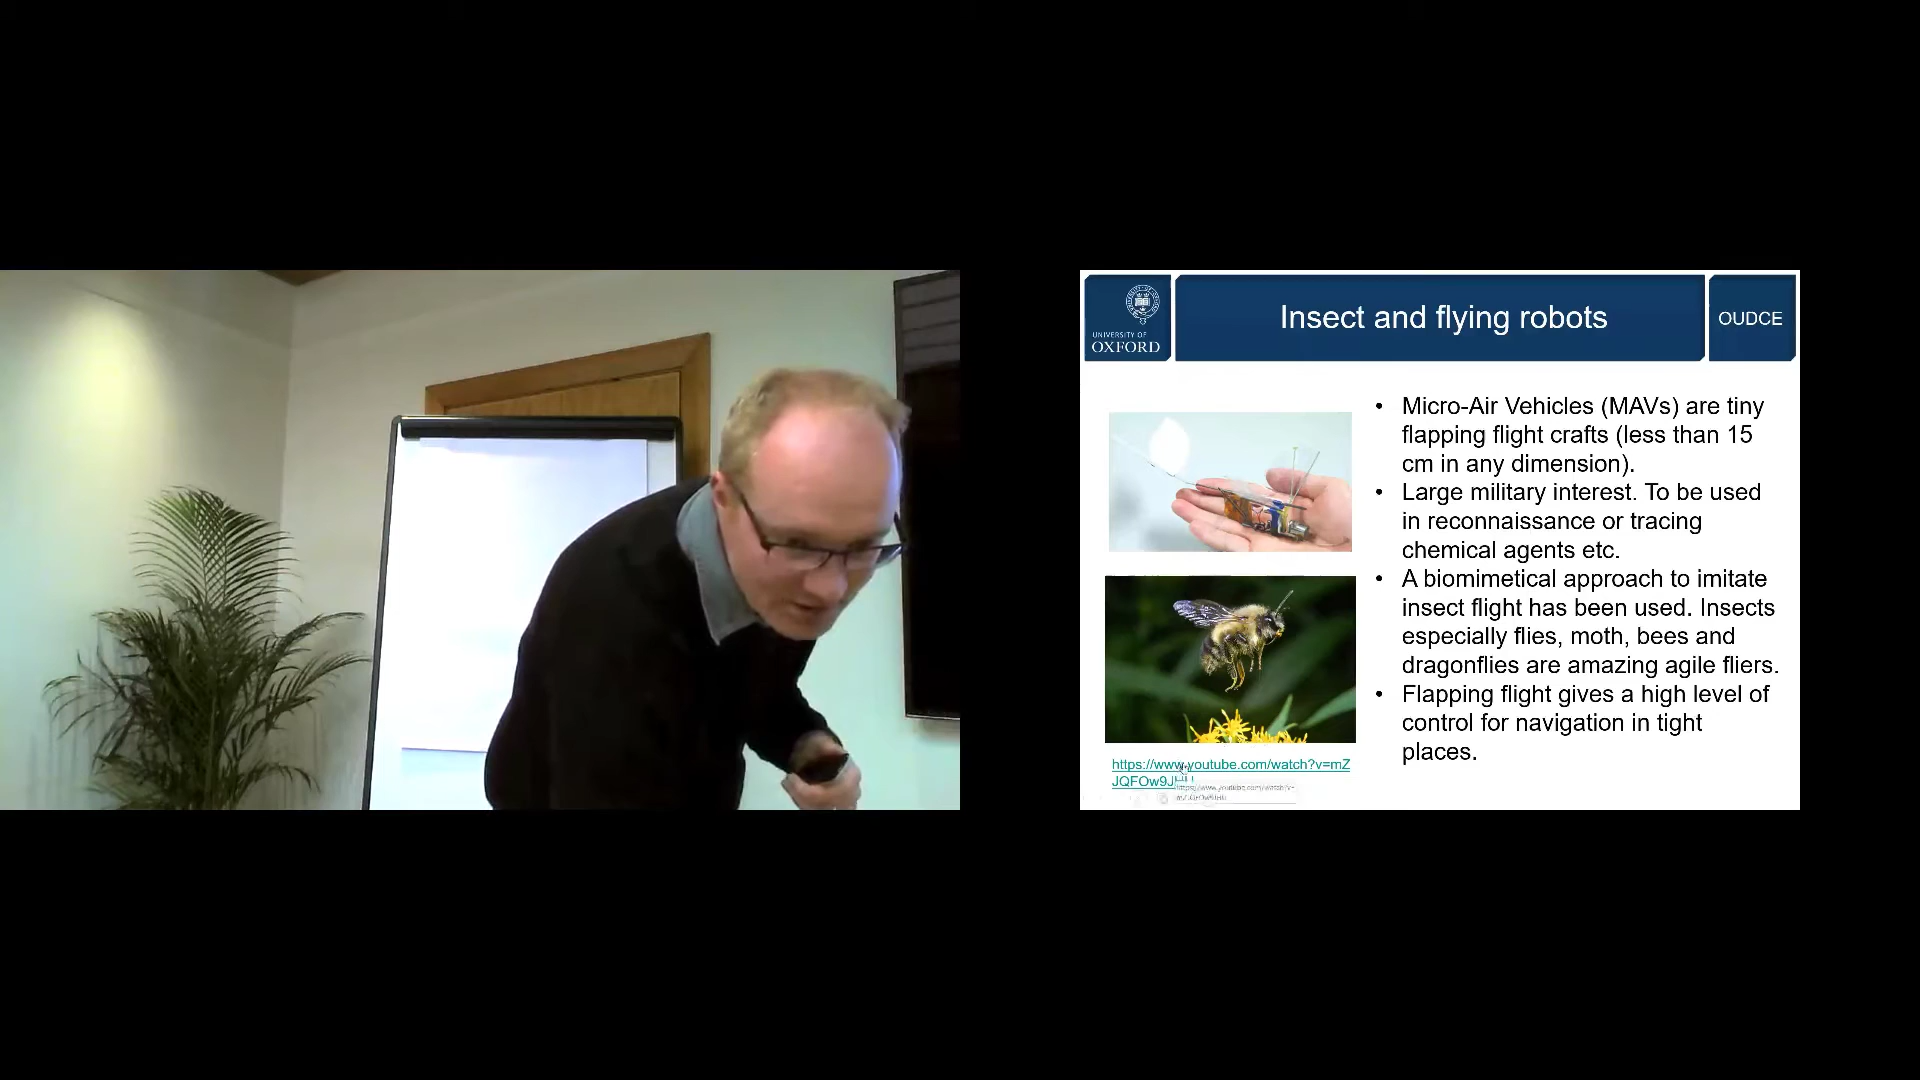 UNIVERSITY OF
OXFORD
Insect and flying robots
OUDCE
• Micro-Air Vehicles (MAVs) are tiny
flapping flight crafts (less than 15
cm in any dimension).
• Large military interest. To be used
in reconnaissance or tracing
chemical agents etc.
• A biomimetical approach to imitate
insect flight has been used. Insects
especially flies, moth, bees and
dragonflies are amazing agile fliers.
• Flapping flight gives a high level of
control for navigation in tight
places.
https://www.youtube.com/watch?v=mZ